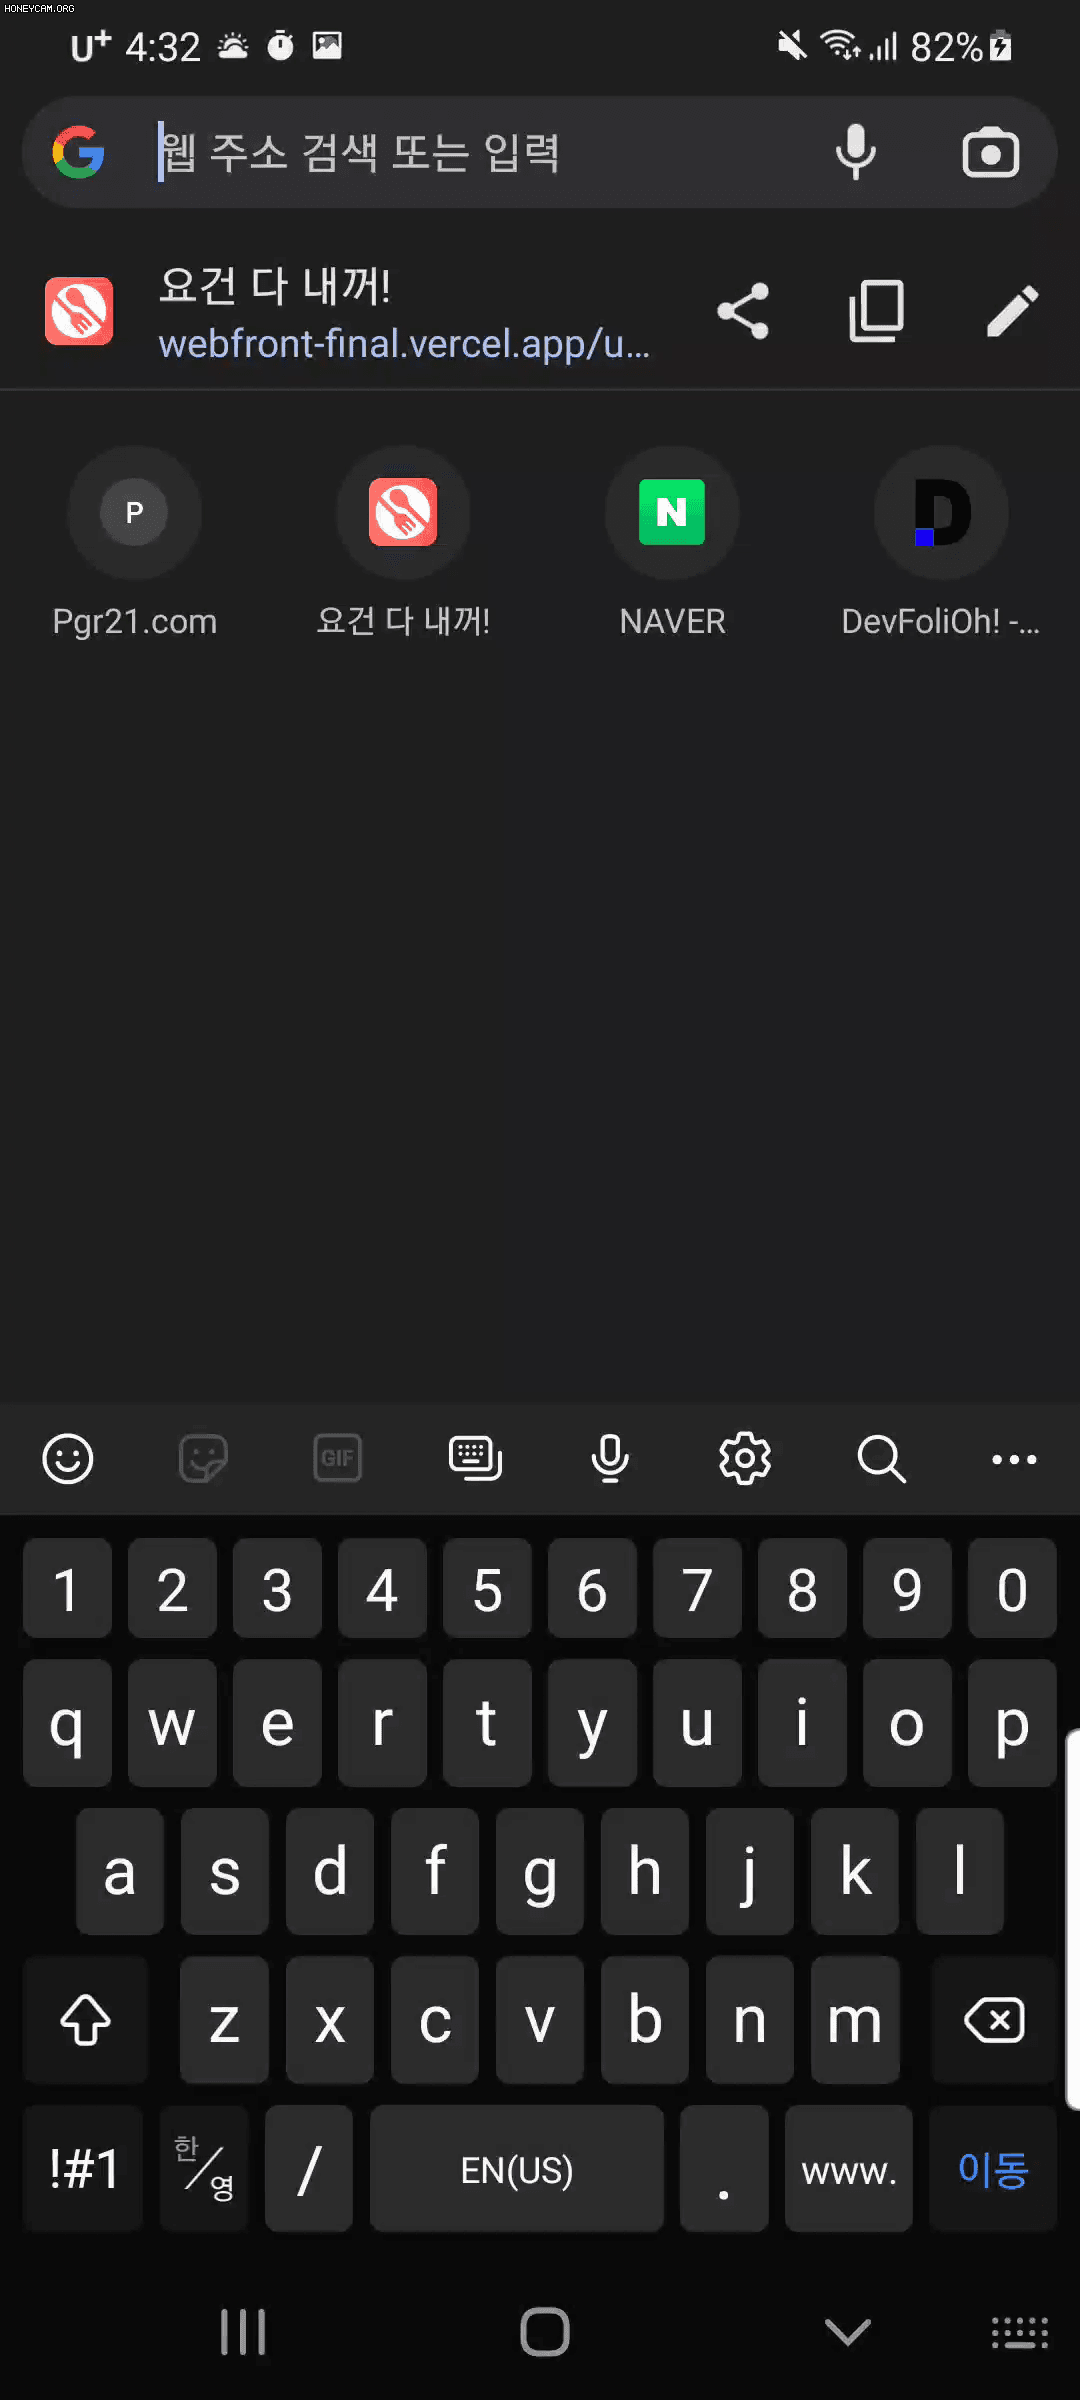 HONEYCAM.ORG
U+ 4:32 82%
웹 주소 검색 또는 입력
요건 다 내꺼!
webfront-final.vercel.app/u...
P
N
D
Pgr21.com 요건 다 내꺼! NAVER DevFoliOh! -...
GIF
1 2 3 4 5 6 7 8 9 0
q w e r t y u i o p
a s d f g h j k l
z x c v b n m
!#1 한/영 / EN(US) . www. 이동